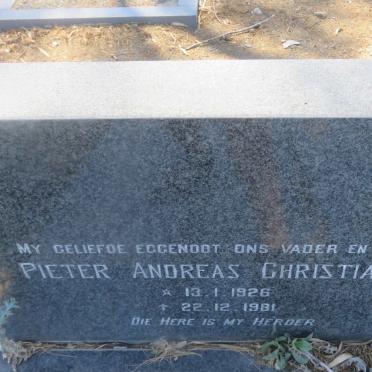 MY GELIEFDE EGGENOOT ONS VADER EN
PIETER ANDREAS CHRISTIA
☆ 13.1.1926
† 22.12.1981
DIE HERE IS MY HERDER